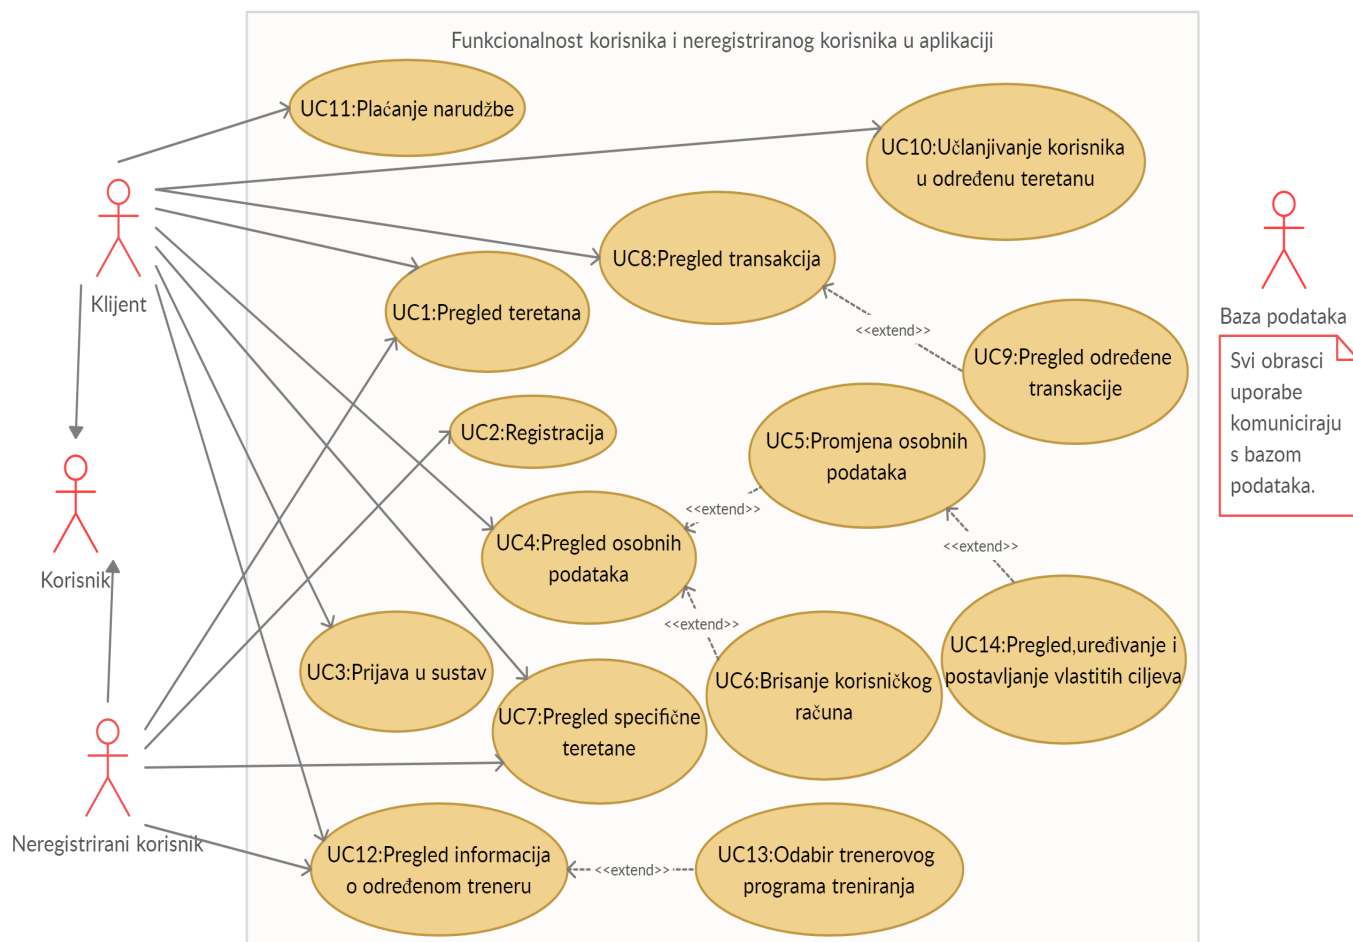 Funkcionalnost korisnika i neregistriranog korisnika u aplikaciji
UC11:Plaćanje narudžbe
UC10:Učlanjivanje korisnika
u određenu teretanu
UC8:Pregled transakcija
Klijent
UC1:Pregled teretana
Baza podataka
<<extend>>
UC9:Pregled određene
transkacije
Svi obrasci
uporabe
komuniciraju
s bazom
podataka.
UC2:Registracija
UC5:Promjena osobnih
podataka
<<extend>>
UC4:Pregled osobnih
podataka
<<extend>>
Korisnik
<<extend>>
UC14:Pregled,uređivanje i
postavljanje vlastitih ciljeva
UC3:Prijava u sustav
UC6:Brisanje korisničkog
računa
UC7:Pregled specifične
teretane
Neregistrirani korisnik
UC12:Pregled informacija
o određenom treneru
<<extend>>
UC13:Odabir trenerovog
programa treniranja